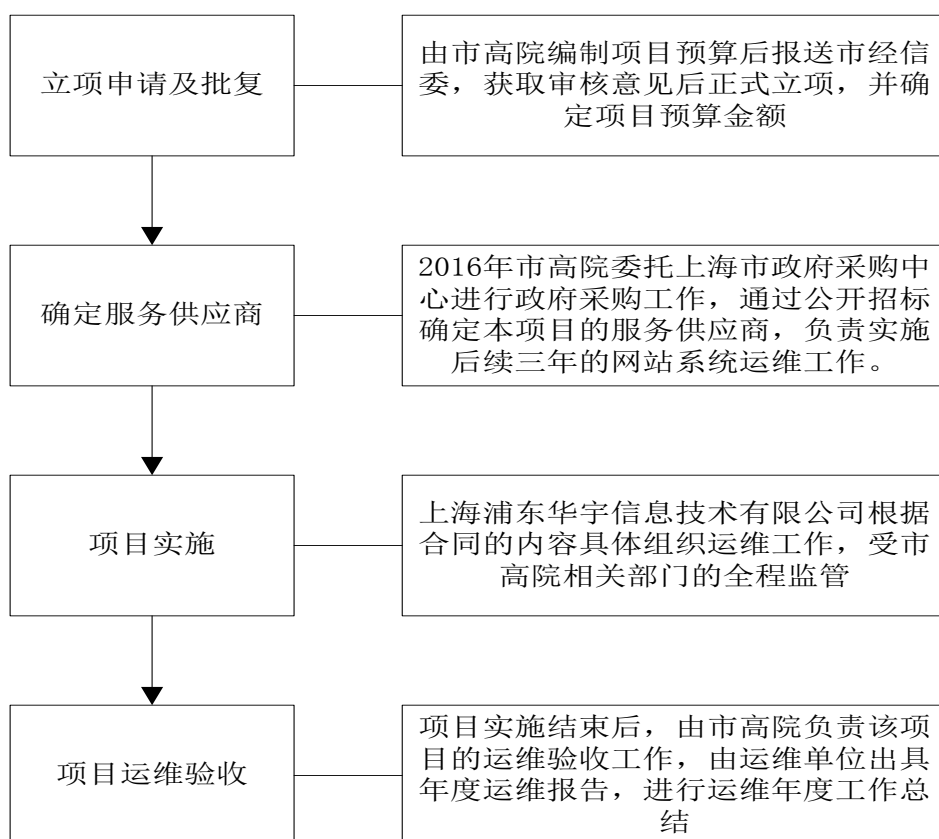 立项申请及批复
由市高院编制项目预算后报送市经信
委，获取审核意见后正式立项，并确
定项目预算金额
确定服务供应商
2016年市高院委托上海市政府采购中
心进行政府采购工作，通过公开招标
确定本项目的服务供应商，负责实施
后续三年的网站系统运维工作。
项目实施
上海浦东华宇信息技术有限公司根据
合同的内容具体组织运维工作，受市
高院相关部门的全程监管
项目运维验收
项目实施结束后，由市高院负责该项
目的运维验收工作，由运维单位出具
年度运维报告，进行运维年度工作总
结